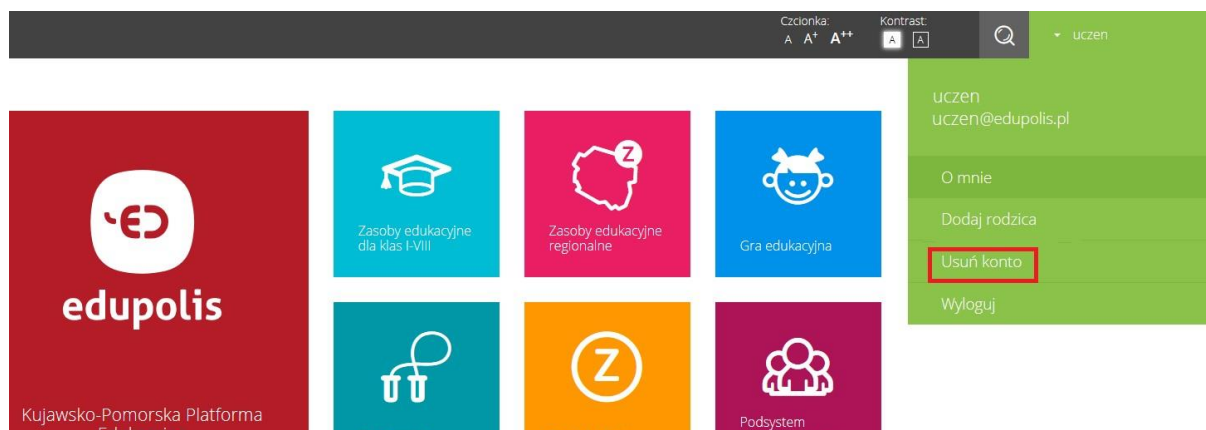 Czcionka:
Kontrast:
A A+ A++
A A
uczen
uczen
uczen@edupolis.pl
O mnie
Dodaj rodzica
Usuń konto
Wyloguj
edupolis
Kujawsko-Pomorska Platforma
Zasoby edukacyjne
dla klas I-VIII
Z
Zasoby edukacyjne
regionalne
Gra edukacyjna
Z
Podsystem